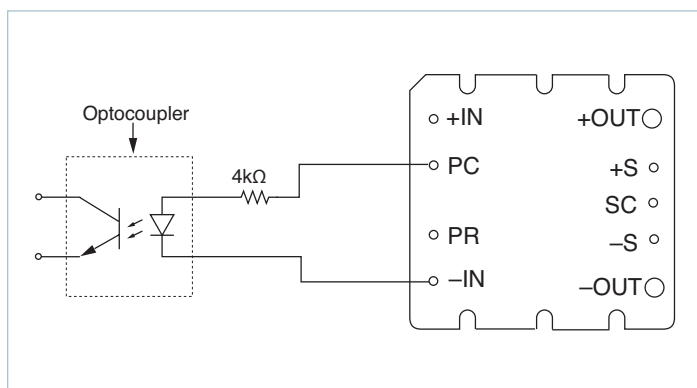 Optocoupler
4kΩ
+IN
PC
PR
–IN
+OUT
+S
SC
–S
–OUT